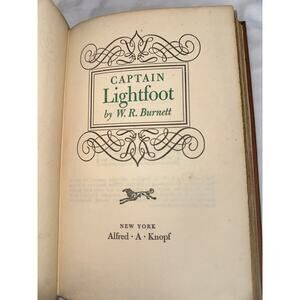 CAPTAIN
Lightfoot
by W. R. Burnett
NEW YORK
Alfred · A · Knopf